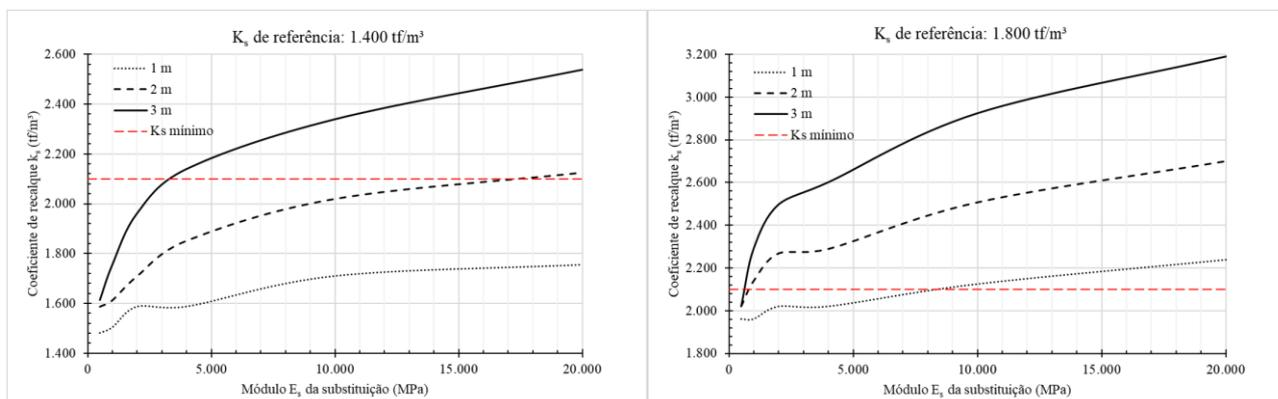 Kₛ de referência: 1.400 tf/m³
Coeficiente de recalque kₛ (tf/m³)
2.600
2.400
2.200
2.000
1.800
1.600
1.400
1 m
2 m
3 m
Ks mínimo
0
5.000
10.000
15.000
20.000
Módulo Eₛ da substituição (MPa)
Kₛ de referência: 1.800 tf/m³
Coeficiente de recalque kₛ (tf/m³)
3.200
3.000
2.800
2.600
2.400
2.200
2.000
1.800
1 m
2 m
3 m
Ks mínimo
0
5.000
10.000
15.000
20.000
Módulo Eₛ da substituição (MPa)